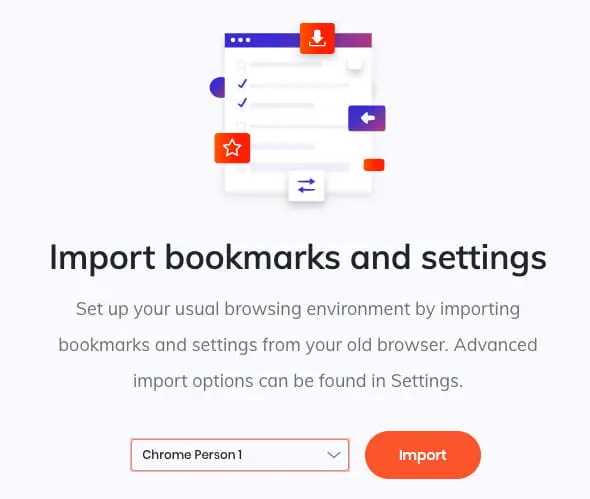 Import bookmarks and settings
Set up your usual browsing environment by importing
bookmarks and settings from your old browser. Advanced
import options can be found in Settings.
Chrome Person 1
Import